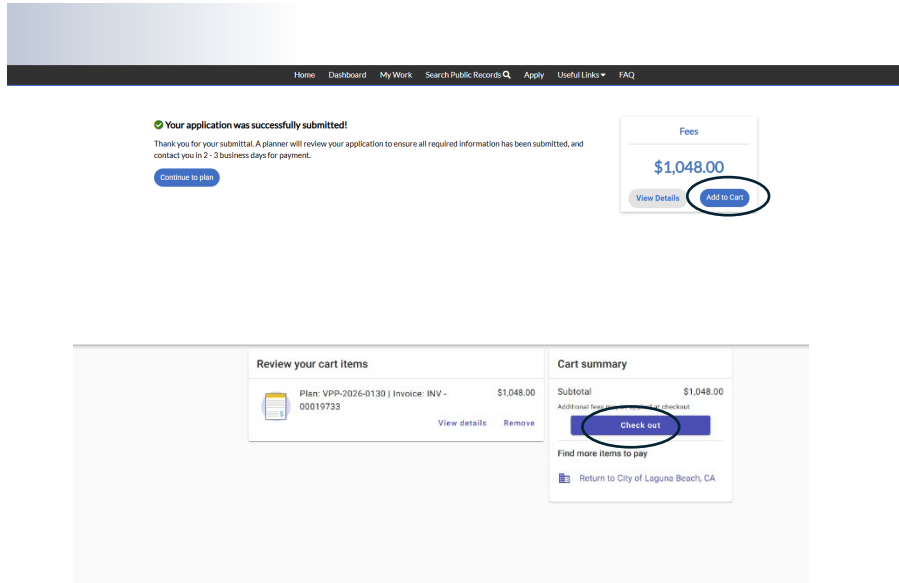 Home Dashboard My Work Search Public Records Apply Useful Links FAQ
Your application was successfully submitted!
Thank you for your submittal. A planner will review your application to ensure all required information has been submitted, and
contact you in 2 - 3 business days for payment.
Continue to plan
Fees
$1,048.00
View Details Add to Cart
Review your cart items
Plan: VPP-2026-0130 | Invoice: INV - $1,048.00
00019733
View details Remove
Cart summary
Subtotal $1,048.00
Additional fees may be applied at checkout
Check out
Find more items to pay
Return to City of Laguna Beach, CA